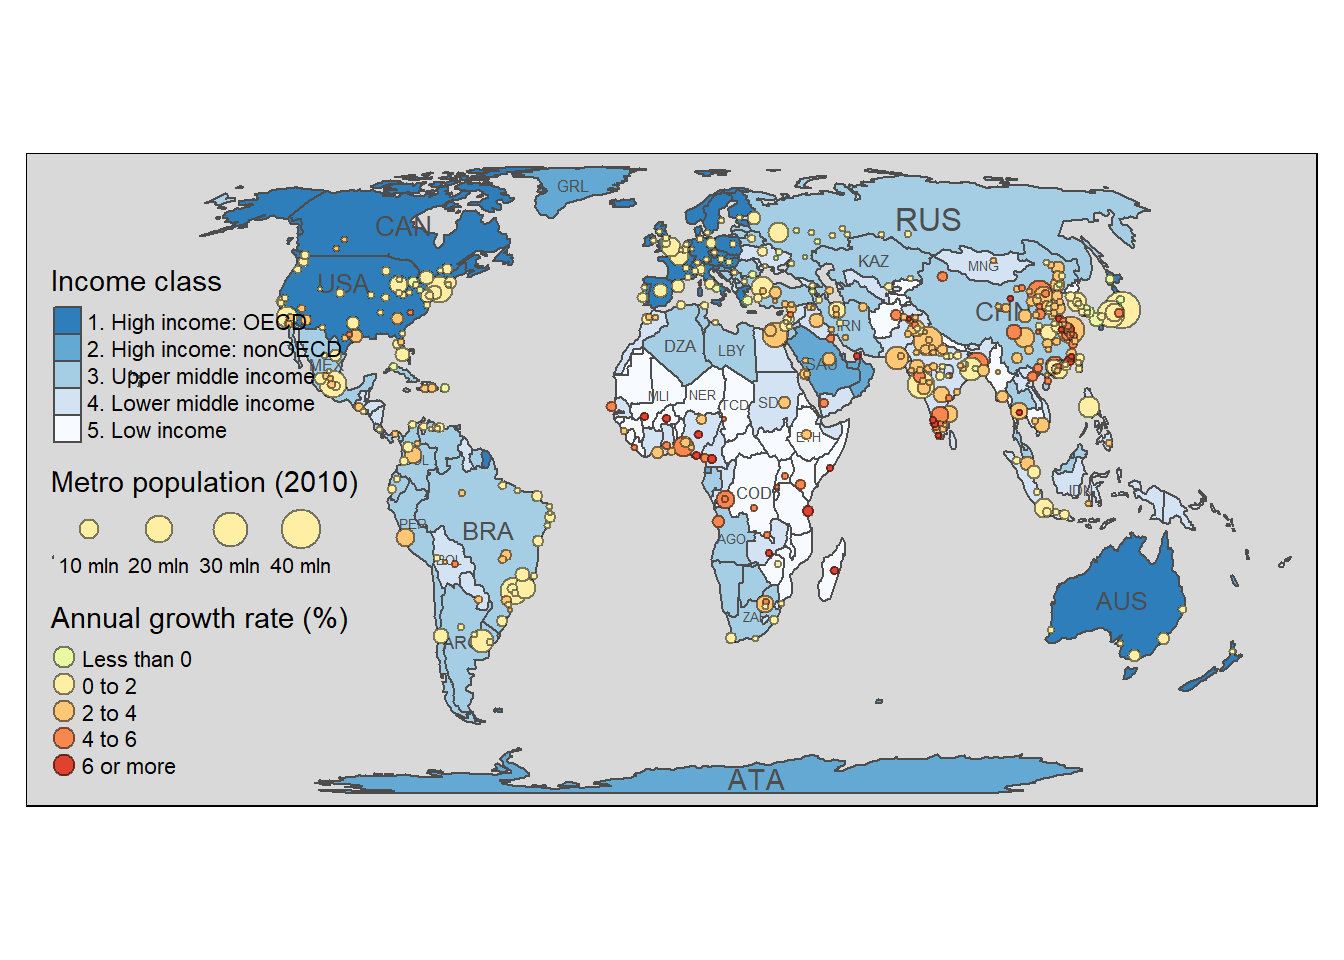 GRL
CAN
RUS
USA
KAZ
MNG
CHN
IRN
Income class
1. High income: OECD
2. High income: nonOECD
3. Upper middle income
4. Lower middle income
5. Low income
MEX
DZA
LBY
SAU
MLI
NER
TCD
SDN
ETH
COL
COD
IDN
PER
BRA
BOL
AGO
ZAF
AUS
ARG
Metro population (2010)
10 mln 20 mln 30 mln 40 mln
Annual growth rate (%)
Less than 0
0 to 2
2 to 4
4 to 6
6 or more
ATA